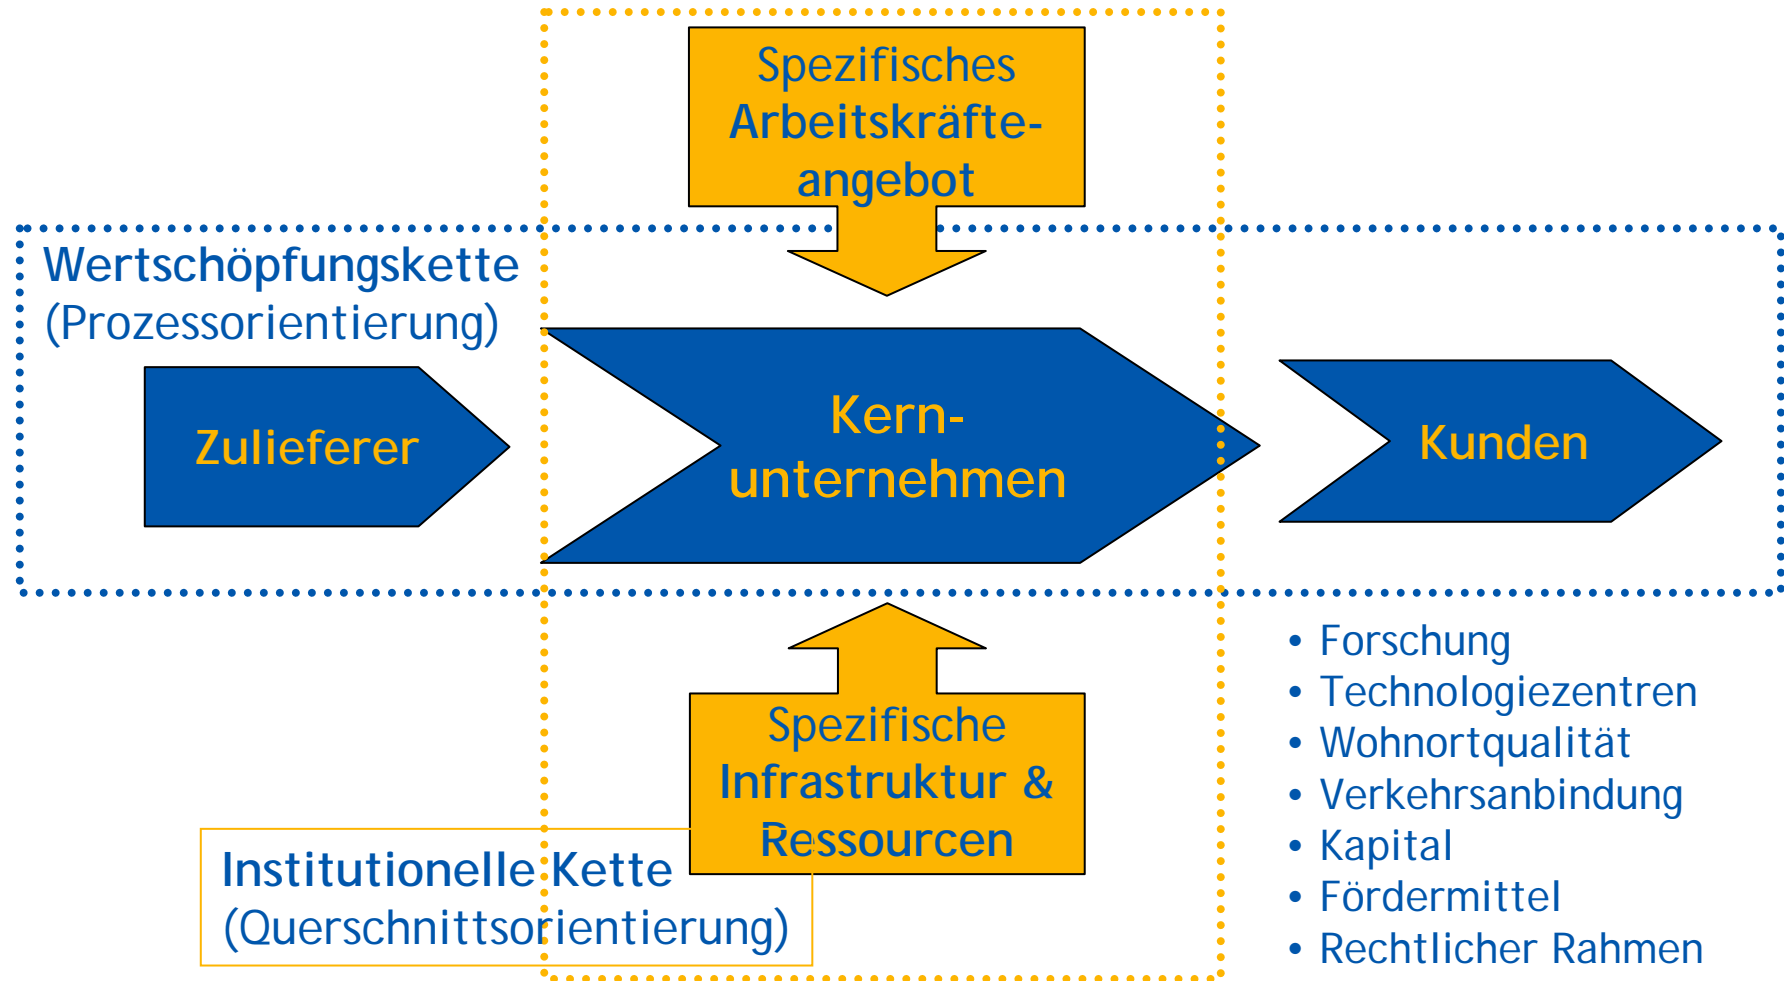 Spezifisches
Arbeitskräfte-
angebot
Wertschöpfungskette
(Prozessorientierung)
Zulieferer
Kern-
unternehmen
Kunden
Spezifische
Infrastruktur &
Ressourcen
Institutionelle Kette
(Querschnittsorientierung)
• Forschung
• Technologiezentren
• Wohnortqualität
• Verkehrsanbindung
• Kapital
• Fördermittel
• Rechtlicher Rahmen